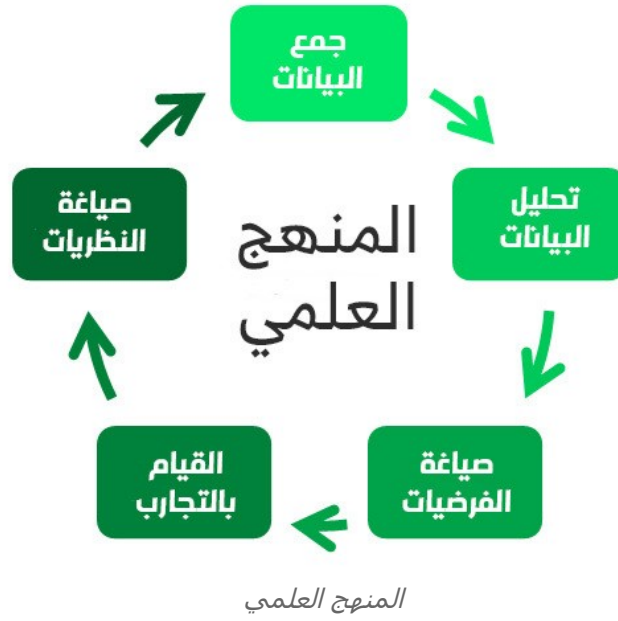 جمع
البيانات
تحليل
البيانات
صياغة
الفرضيات
القيام
بالتجارب
صياغة
النظريات
المنهج
العلمي
المنهج العلمي